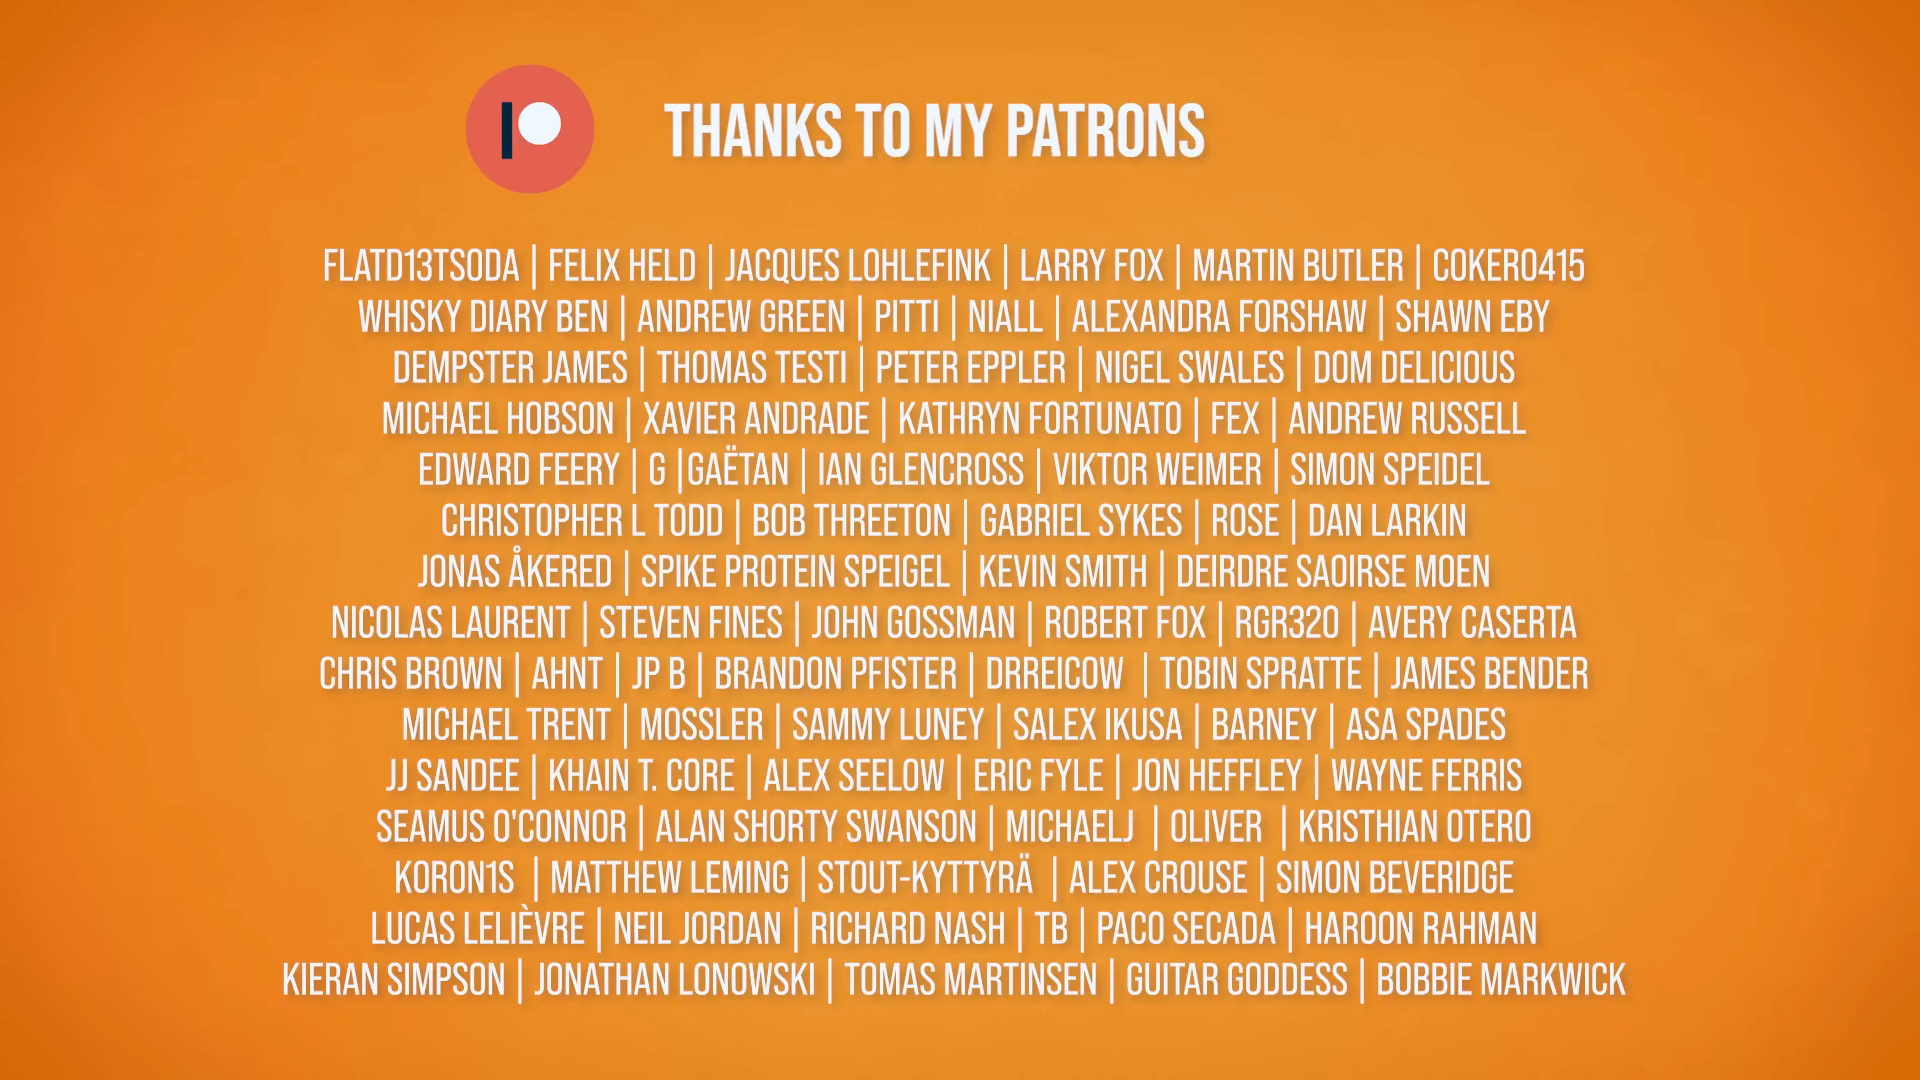 THANKS TO MY PATRONS
FLATD13TSODA | FELIX HELD | JACQUES LOHLEFINK | LARRY FOX | MARTIN BUTLER | COKERO415
WHISKY DIARY BEN | ANDREW GREEN | PITTI | NIALL | ALEXANDRA FORSHAW | SHAWN EBY
DEMPSTER JAMES | THOMAS TESTI | PETER EPPLER | NIGEL SWALES | DOM DELICIOUS
MICHAEL HOBSON | XAVIER ANDRADE | KATHRYN FORTUNATO | FEX | ANDREW RUSSELL
EDWARD FEERY | G |GAËTAN | IAN GLENCROSS | VIKTOR WEIMER | SIMON SPEIDEL
CHRISTOPHER L TODD | BOB THREETON | GABRIEL SYKES | ROSE | DAN LARKIN
JONAS ÅKERED | SPIKE PROTEIN SPEIGEL | KEVIN SMITH | DEIRDRE SAOIRSE MOEN
NICOLAS LAURENT | STEVEN FINES | JOHN GOSSMAN | ROBERT FOX | RGR320 | AVERY CASERTA
CHRIS BROWN | AHNT | JP B | BRANDON PFISTER | DRREICOW | TOBIN SPRATTE | JAMES BENDER
MICHAEL TRENT | MOSSLER | SAMMY LUNEY | SALEX IKUSA | BARNEY | ASA SPADES
JJ SANDEE | KHAIN T. CORE | ALEX SEELOW | ERIC FYLE | JON HEFFLEY | WAYNE FERRIS
SEAMUS O'CONNOR | ALAN SHORTY SWANSON | MICHAELJ | OLIVER | KRISTHIAN OTERO
KORON1S | MATTHEW LEMING | STOUT-KYTTYRÄ | ALEX CROUSE | SIMON BEVERIDGE
LUCAS LELIÈVRE | NEIL JORDAN | RICHARD NASH | TB | PACO SECADA | HAROON RAHMAN
KIERAN SIMPSON | JONATHAN LONOWSKI | TOMAS MARTINSEN | GUITAR GODDESS | BOBBIE MARKWICK